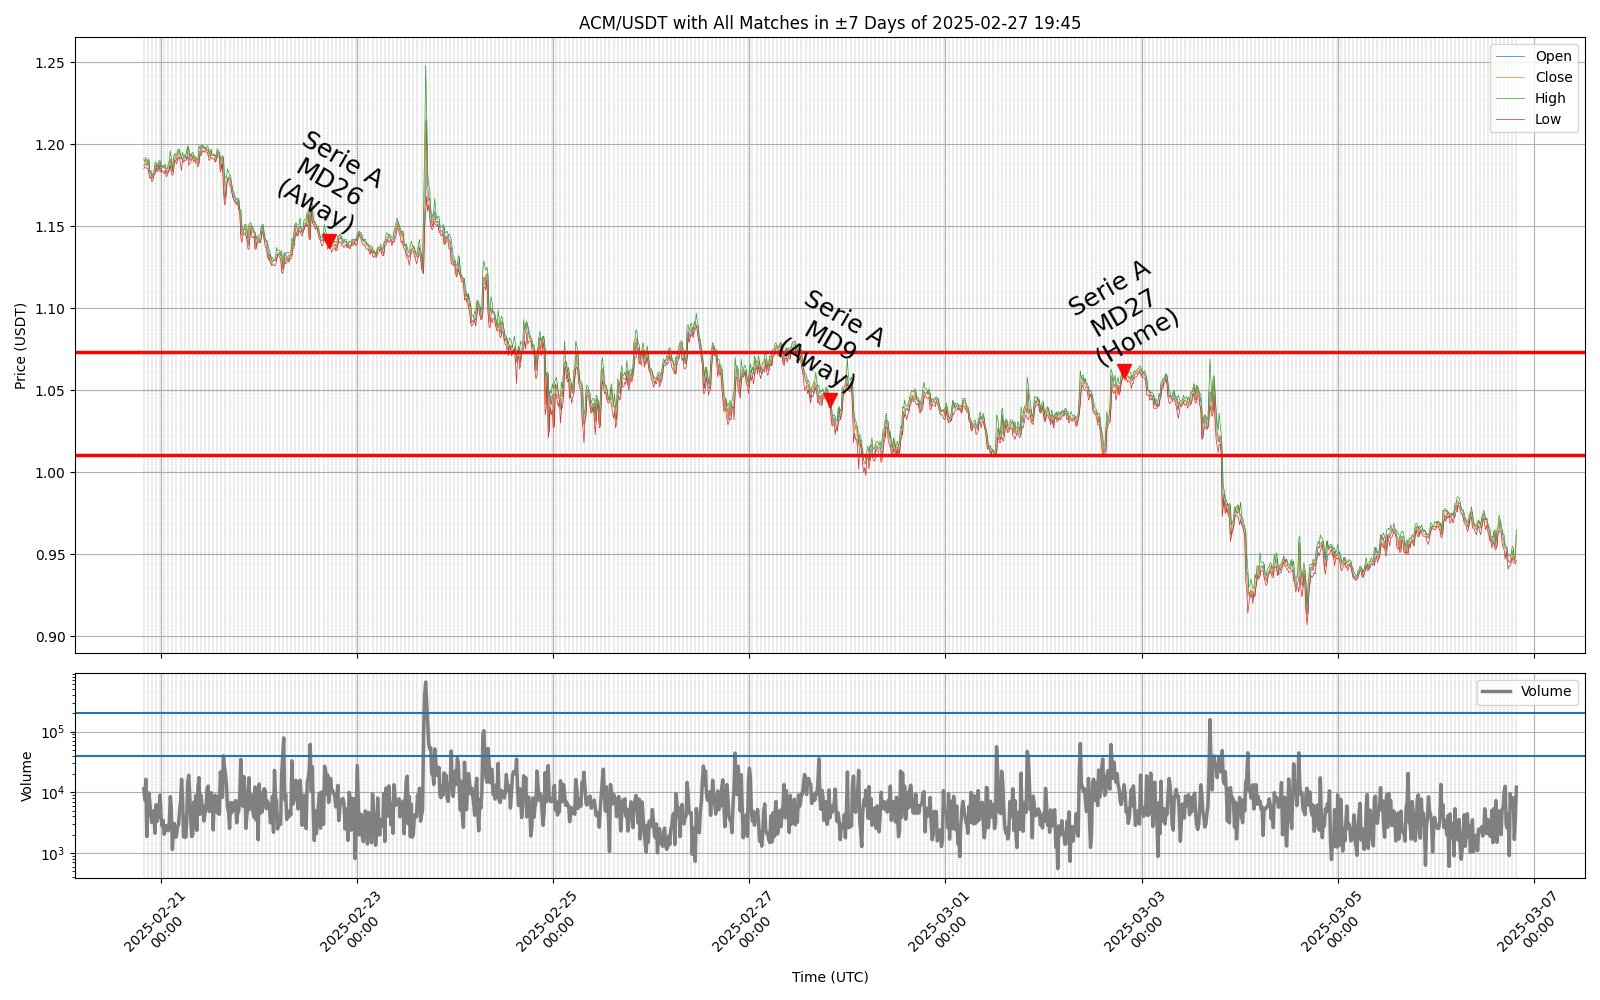 ACM/USDT with All Matches in ±7 Days of 2025-02-27 19:45
Price (USDT)
1.25
1.20
1.15
1.10
1.05
1.00
0.95
0.90
Open
Close
High
Low
Serie A
MD26
(Away)
Serie A
MD9
(Away)
Serie A
MD27
(Home)
Volume
10^5
10^4
10^3
Volume
2025-02-21
00:00
2025-02-23
00:00
2025-02-25
00:00
2025-02-27
00:00
2025-03-01
00:00
2025-03-03
00:00
2025-03-05
00:00
2025-03-07
00:00
Time (UTC)